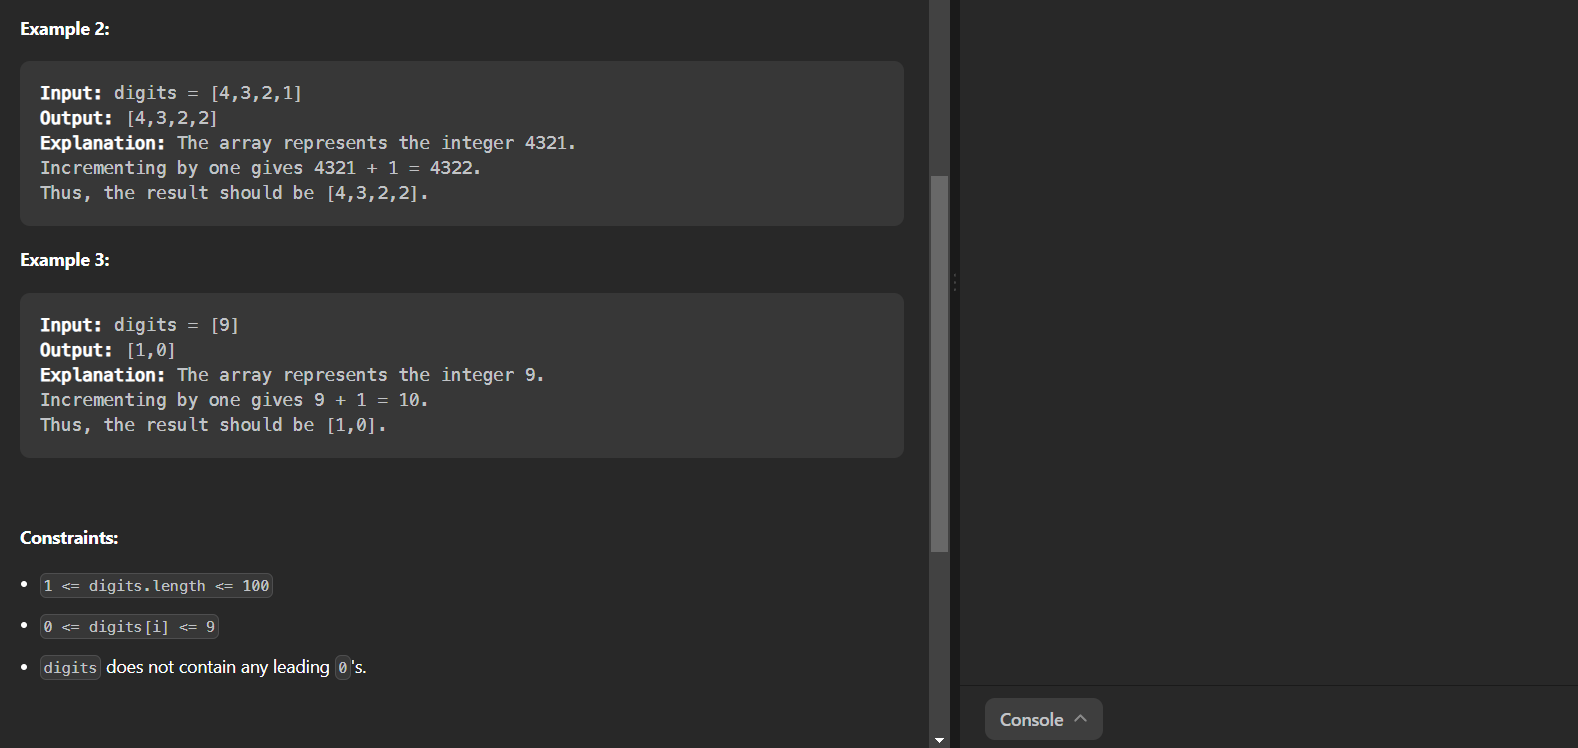 Example 2:
Input: digits = [4,3,2,1]
Output: [4,3,2,2]
Explanation: The array represents the integer 4321.
Incrementing by one gives 4321 + 1 = 4322.
Thus, the result should be [4,3,2,2].
Example 3:
Input: digits = [9]
Output: [1,0]
Explanation: The array represents the integer 9.
Incrementing by one gives 9 + 1 = 10.
Thus, the result should be [1,0].
Constraints:
• 1 <= digits.length <= 100
• 0 <= digits[i] <= 9
• digits does not contain any leading 0's.
Console